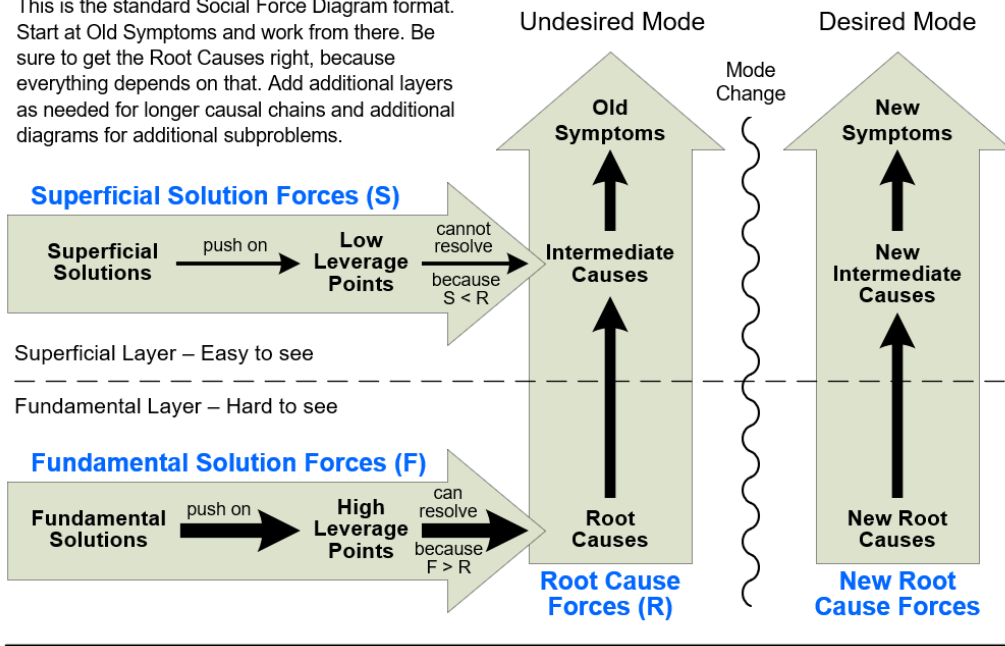 This is the standard Social Force Diagram format.
Start at Old Symptoms and work from there. Be
sure to get the Root Causes right, because
everything depends on that. Add additional layers
as needed for longer causal chains and additional
diagrams for additional subproblems.
Undesired Mode
Desired Mode
Mode
Change
Old
Symptoms
New
Symptoms
Superficial Solution Forces (S)
Superficial
Solutions
push on
Low
Leverage
Points
cannot
resolve
because
S < R
Intermediate
Causes
New
Intermediate
Causes
Superficial Layer – Easy to see
Fundamental Layer – Hard to see
Fundamental Solution Forces (F)
Fundamental
Solutions
push on
High
Leverage
Points
can
resolve
because
F > R
Root
Causes
New Root
Causes
Root Cause
Forces (R)
New Root
Cause Forces